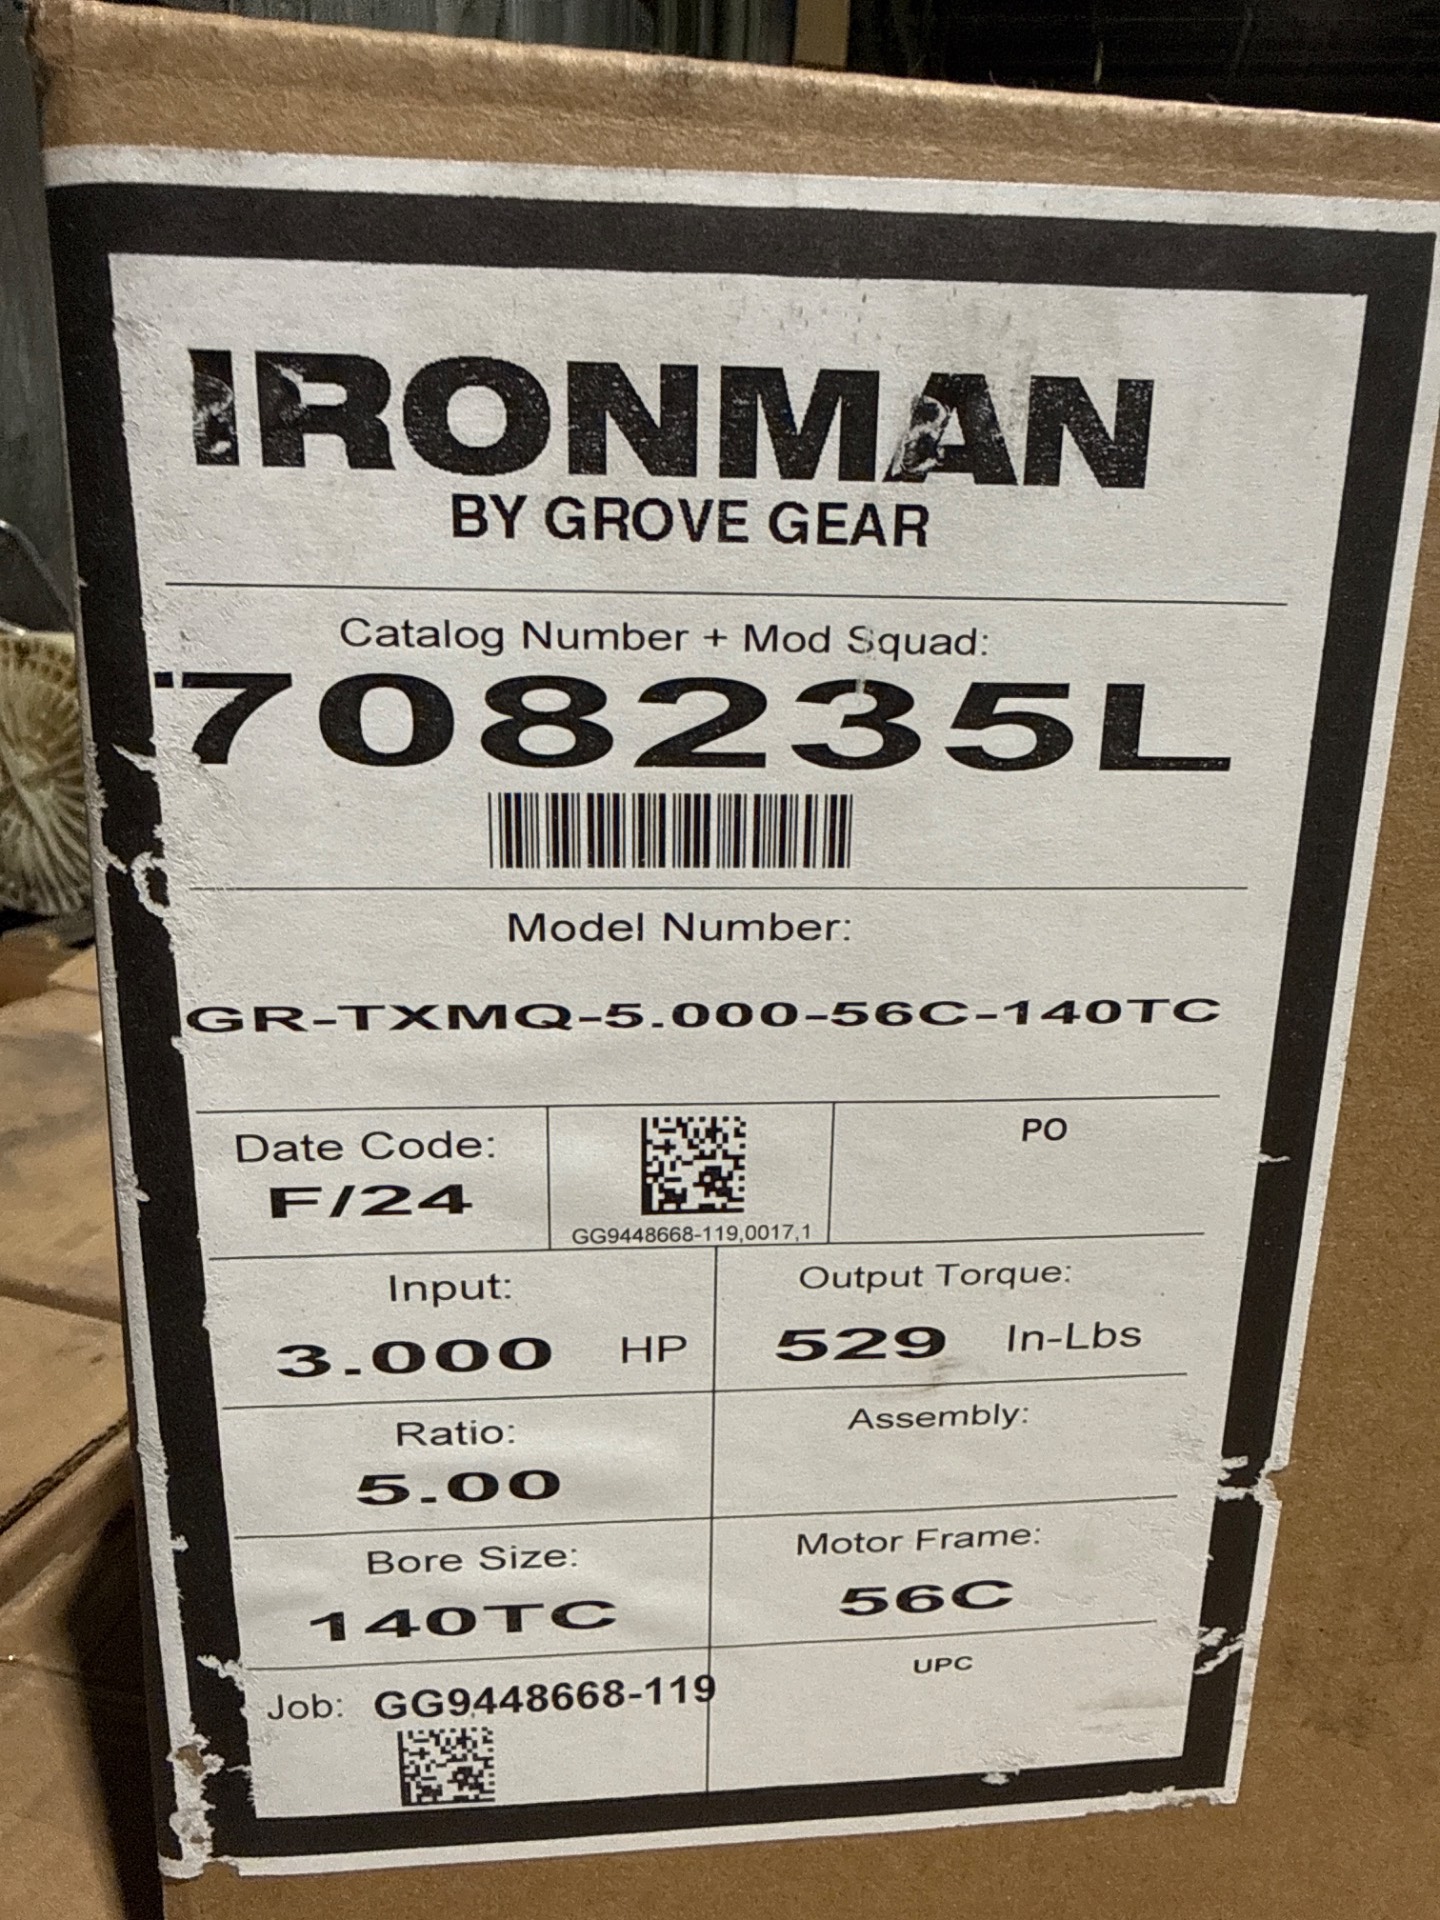 IRONMAN
BY GROVE GEAR
Catalog Number + Mod Squad:
708235L
Model Number:
GR-TXMQ-5.000-56C-140TC
Date Code:
F/24
GG9448668-119,0017,1
PO
Input:
3.000 HP
Output Torque:
529 In-Lbs
Ratio:
5.00
Assembly:
Bore Size:
140TC
Motor Frame:
56C
Job: GG9448668-119
UPC